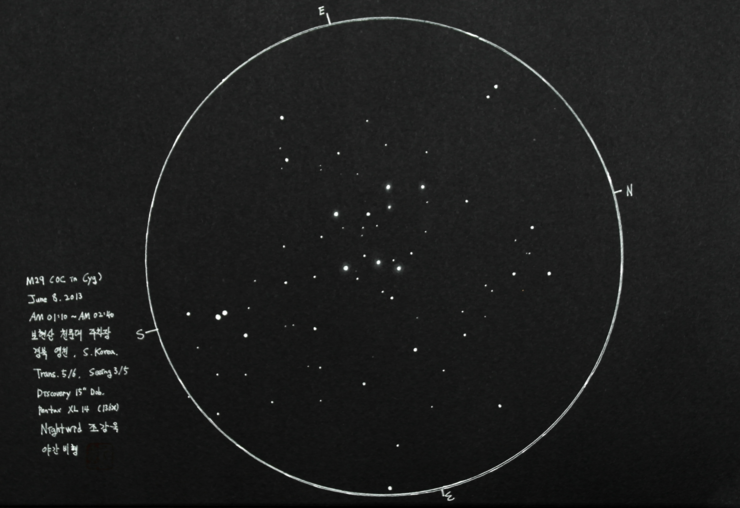 E
N
S
W
M29 (OC in Cyg)
June 8. 2013
AM 01:10 ~ AM 02:40
보현산 천문대 주차장
경북 영천, S. Korea.
Trans. 5/6, Seeing 3/5
Discovery 15" Dob.
Pentax XL 14 (136x)
Nightwid 조강욱
야간비행